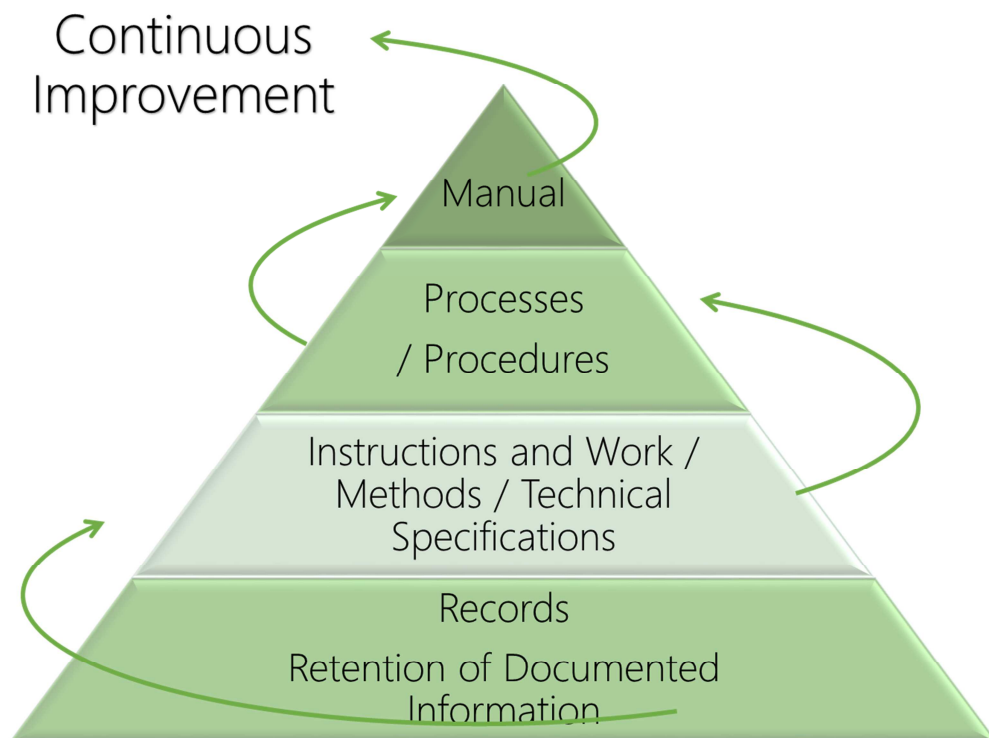 Continuous
Improvement
Manual
Processes
/ Procedures
Instructions and Work /
Methods / Technical
Specifications
Records
Retention of Documented
Information